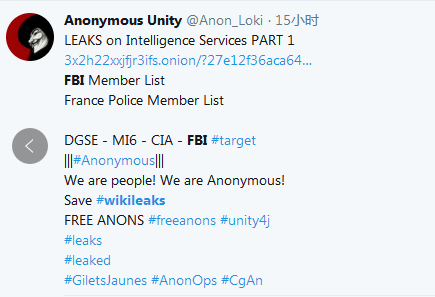 Anonymous Unity @Anon_Loki · 15小时
LEAKS on Intelligence Services PART 1
3x2h22xxjfjr3ifs.onion/?27e12f36aca64...
FBI Member List
France Police Member List
DGSE - MI6 - CIA - FBI #target
|||#Anonymous|||
We are people! We are Anonymous!
Save #wikileaks
FREE ANONS #freeanons #unity4j
#leaks
#leaked
#GiletsJaunes #AnonOps #CgAn